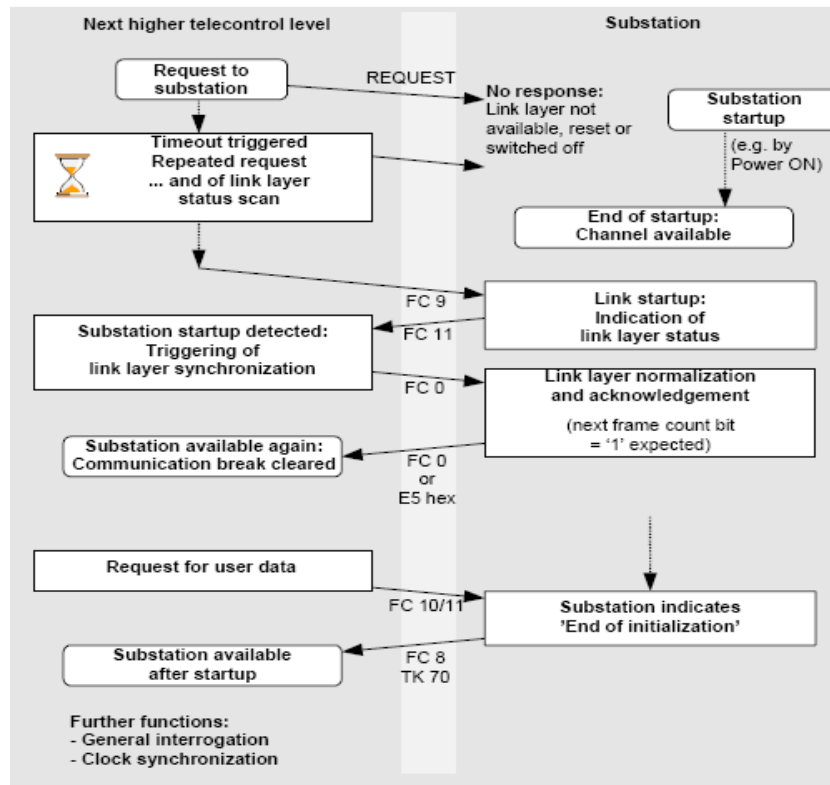 Next higher telecontrol level
Substation
Request to
substation
REQUEST
No response:
Link layer not
available, reset or
switched off
Substation
startup
(e.g. by
Power ON)
Timeout triggered
Repeated request
... and of link layer
status scan
End of startup:
Channel available
FC 9
Link startup:
Indication of
link layer status
FC 11
Substation startup detected:
Triggering of
link layer synchronization
FC 0
Link layer normalization
and acknowledgement
(next frame count bit
= '1' expected)
Substation available again:
Communication break cleared
FC 0
or
E5 hex
Request for user data
FC 10/11
Substation indicates
'End of initialization'
Substation available
after startup
FC 8
TK 70
Further functions:
- General interrogation
- Clock synchronization